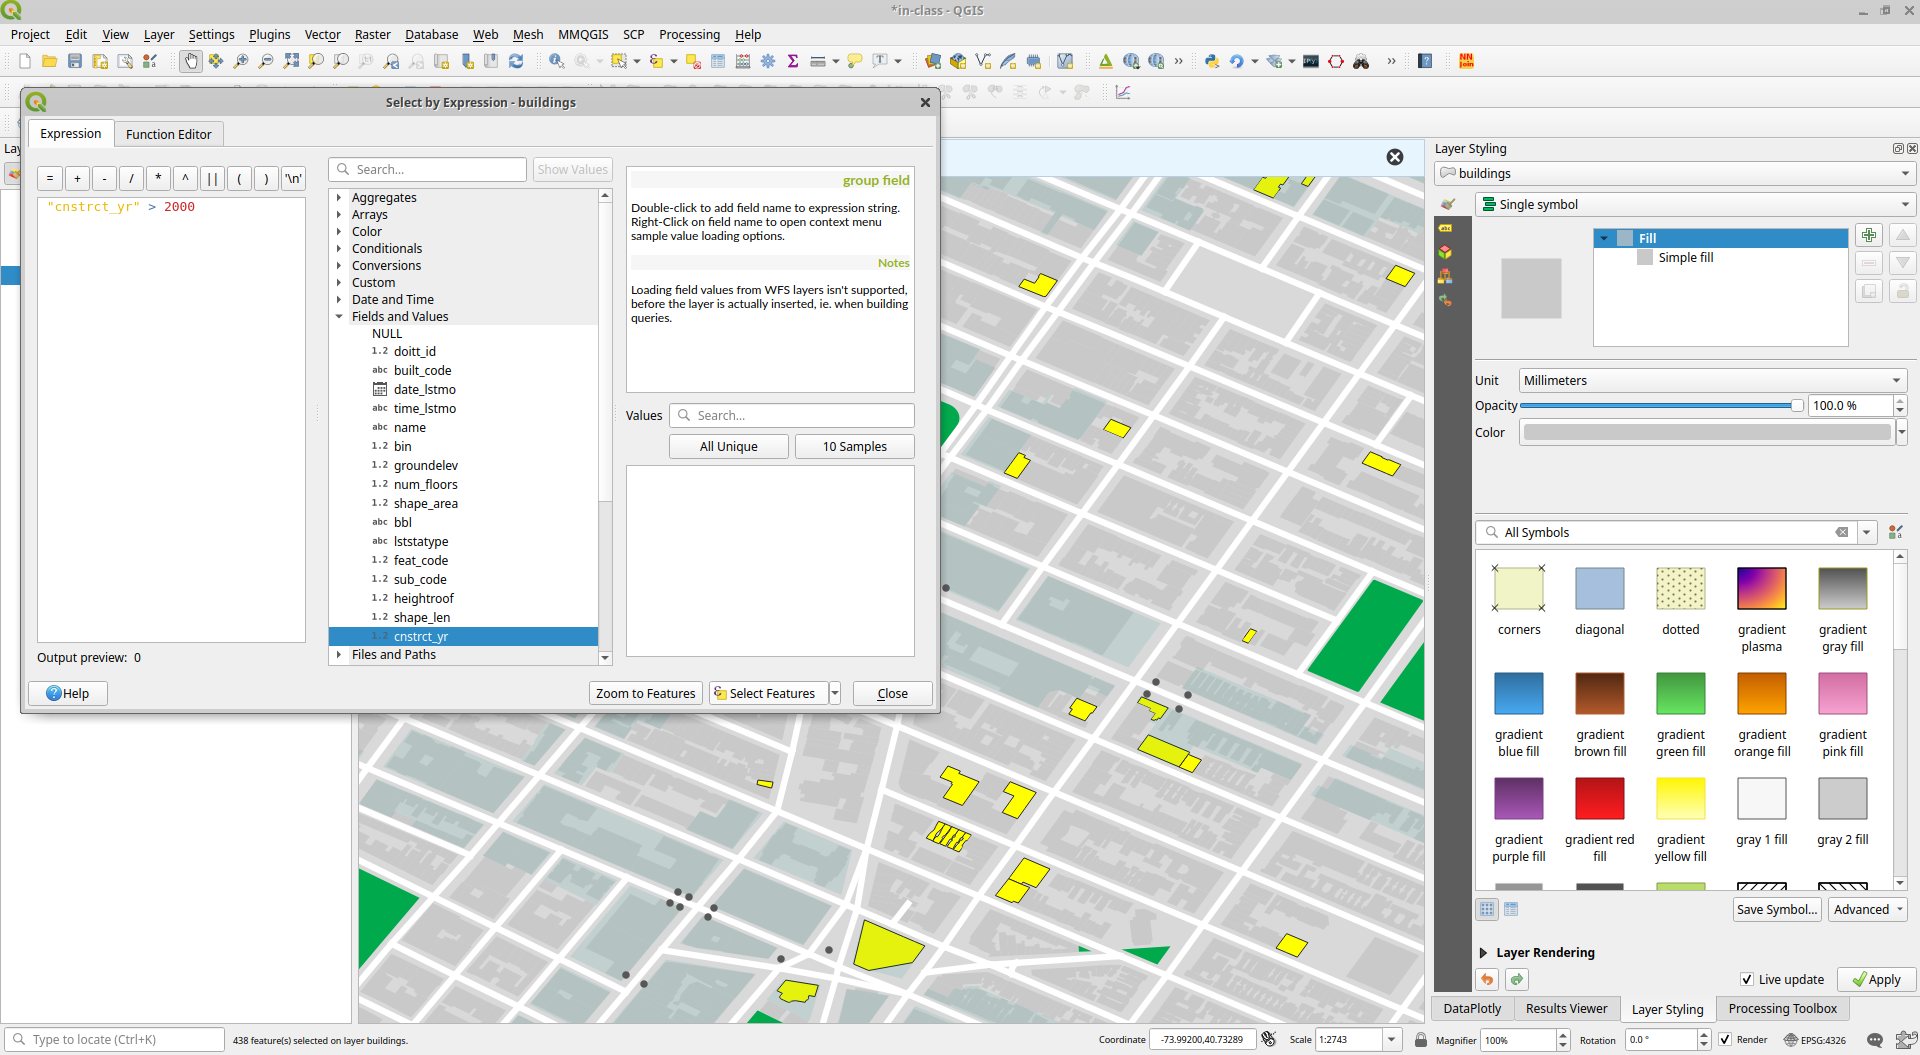 *in-class - QGIS
Project Edit View Layer Settings Plugins Vector Raster Database Web Mesh MMQGIS SCP Processing Help
Select by Expression - buildings
Expression Function Editor
= + - / * ^ || ( ) '\n'
"cnstrct_yr" > 2000
Output preview: 0
Search... Show Values
Aggregates
Arrays
Color
Conditionals
Conversions
Custom
Date and Time
Fields and Values
NULL
1.2 doitt_id
abc built_code
date_lstmo
abc time_lstmo
abc name
1.2 bin
1.2 groundelev
1.2 num_floors
1.2 shape_area
abc bbl
abc lststatype
1.2 feat_code
1.2 sub_code
1.2 heightroof
1.2 shape_len
1.2 cnstrct_yr
Files and Paths
group field
Double-click to add field name to expression string.
Right-Click on field name to open context menu
sample value loading options.
Notes
Loading field values from WFS layers isn't supported,
before the layer is actually inserted, ie. when building
queries.
Values Search...
All Unique 10 Samples
Help Zoom to Features Select Features Close
Layer Styling
buildings
Single symbol
Fill
Simple fill
Unit Millimeters
Opacity 100.0 %
Color
All Symbols
corners diagonal dotted gradient plasma gradient gray fill
gradient blue fill gradient brown fill gradient green fill gradient orange fill gradient pink fill
gradient purple fill gradient red fill gradient yellow fill gray 1 fill gray 2 fill
Save Symbol... Advanced
Layer Rendering
Live update Apply
DataPlotly Results Viewer Layer Styling Processing Toolbox
Type to locate (Ctrl+K) 438 feature(s) selected on layer buildings. Coordinate -73.99200,40.73289 Scale 1:2743 Magnifier 100% Rotation 0.0 ° Render EPSG:4326